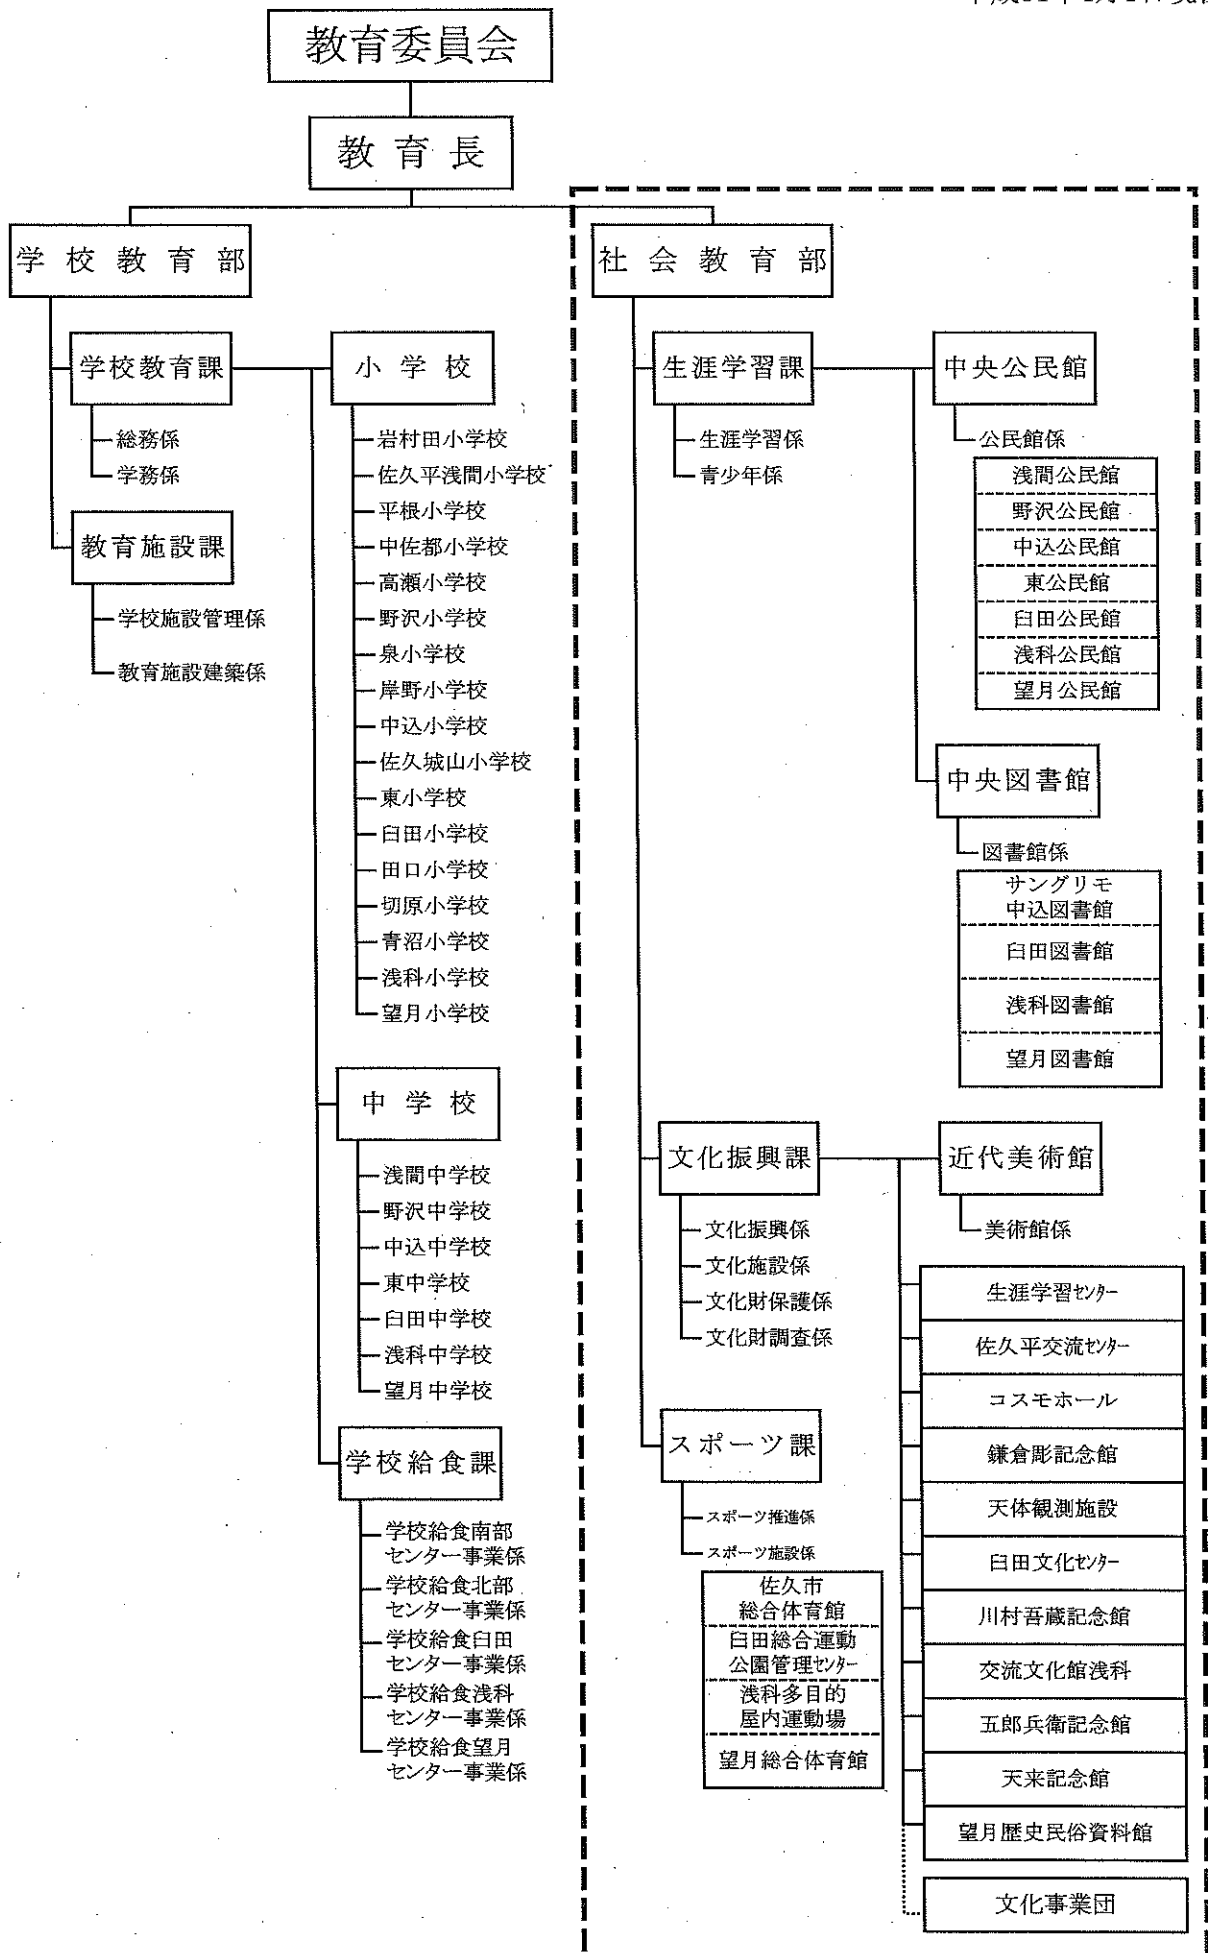 教育委員会
教育長
学校教育部
学校教育課
総務係
学務係
教育施設課
学校施設管理係
教育施設建築係
小学校
岩村田小学校
佐久平浅間小学校
平根小学校
中佐都小学校
高瀬小学校
野沢小学校
泉小学校
岸野小学校
中込小学校
佐久城山小学校
東小学校
臼田小学校
田口小学校
切原小学校
青沼小学校
浅科小学校
望月小学校
中学校
浅間中学校
野沢中学校
中込中学校
東中学校
臼田中学校
浅科中学校
望月中学校
学校給食課
学校給食南部
センター事業係
学校給食北部
センター事業係
学校給食臼田
センター事業係
学校給食浅科
センター事業係
学校給食望月
センター事業係
社会教育部
生涯学習課
生涯学習係
青少年係
中央公民館
公民館係
浅間公民館
野沢公民館
中込公民館
東公民館
臼田公民館
浅科公民館
望月公民館
中央図書館
図書館係
サングリモ
中込図書館
臼田図書館
浅科図書館
望月図書館
文化振興課
文化振興係
文化施設係
文化財保護係
文化財調査係
近代美術館
美術館係
生涯学習ｾﾝﾀｰ
佐久平交流ｾﾝﾀｰ
コスモホール
鎌倉彫記念館
天体観測施設
臼田文化ｾﾝﾀｰ
川村吾蔵記念館
交流文化館浅科
五郎兵衛記念館
天来記念館
望月歴史民俗資料館
文化事業団
スポーツ課
スポーツ推進係
スポーツ施設係
佐久市
総合体育館
臼田総合運動
公園管理ｾﾝﾀｰ
浅科多目的
屋内運動場
望月総合体育館